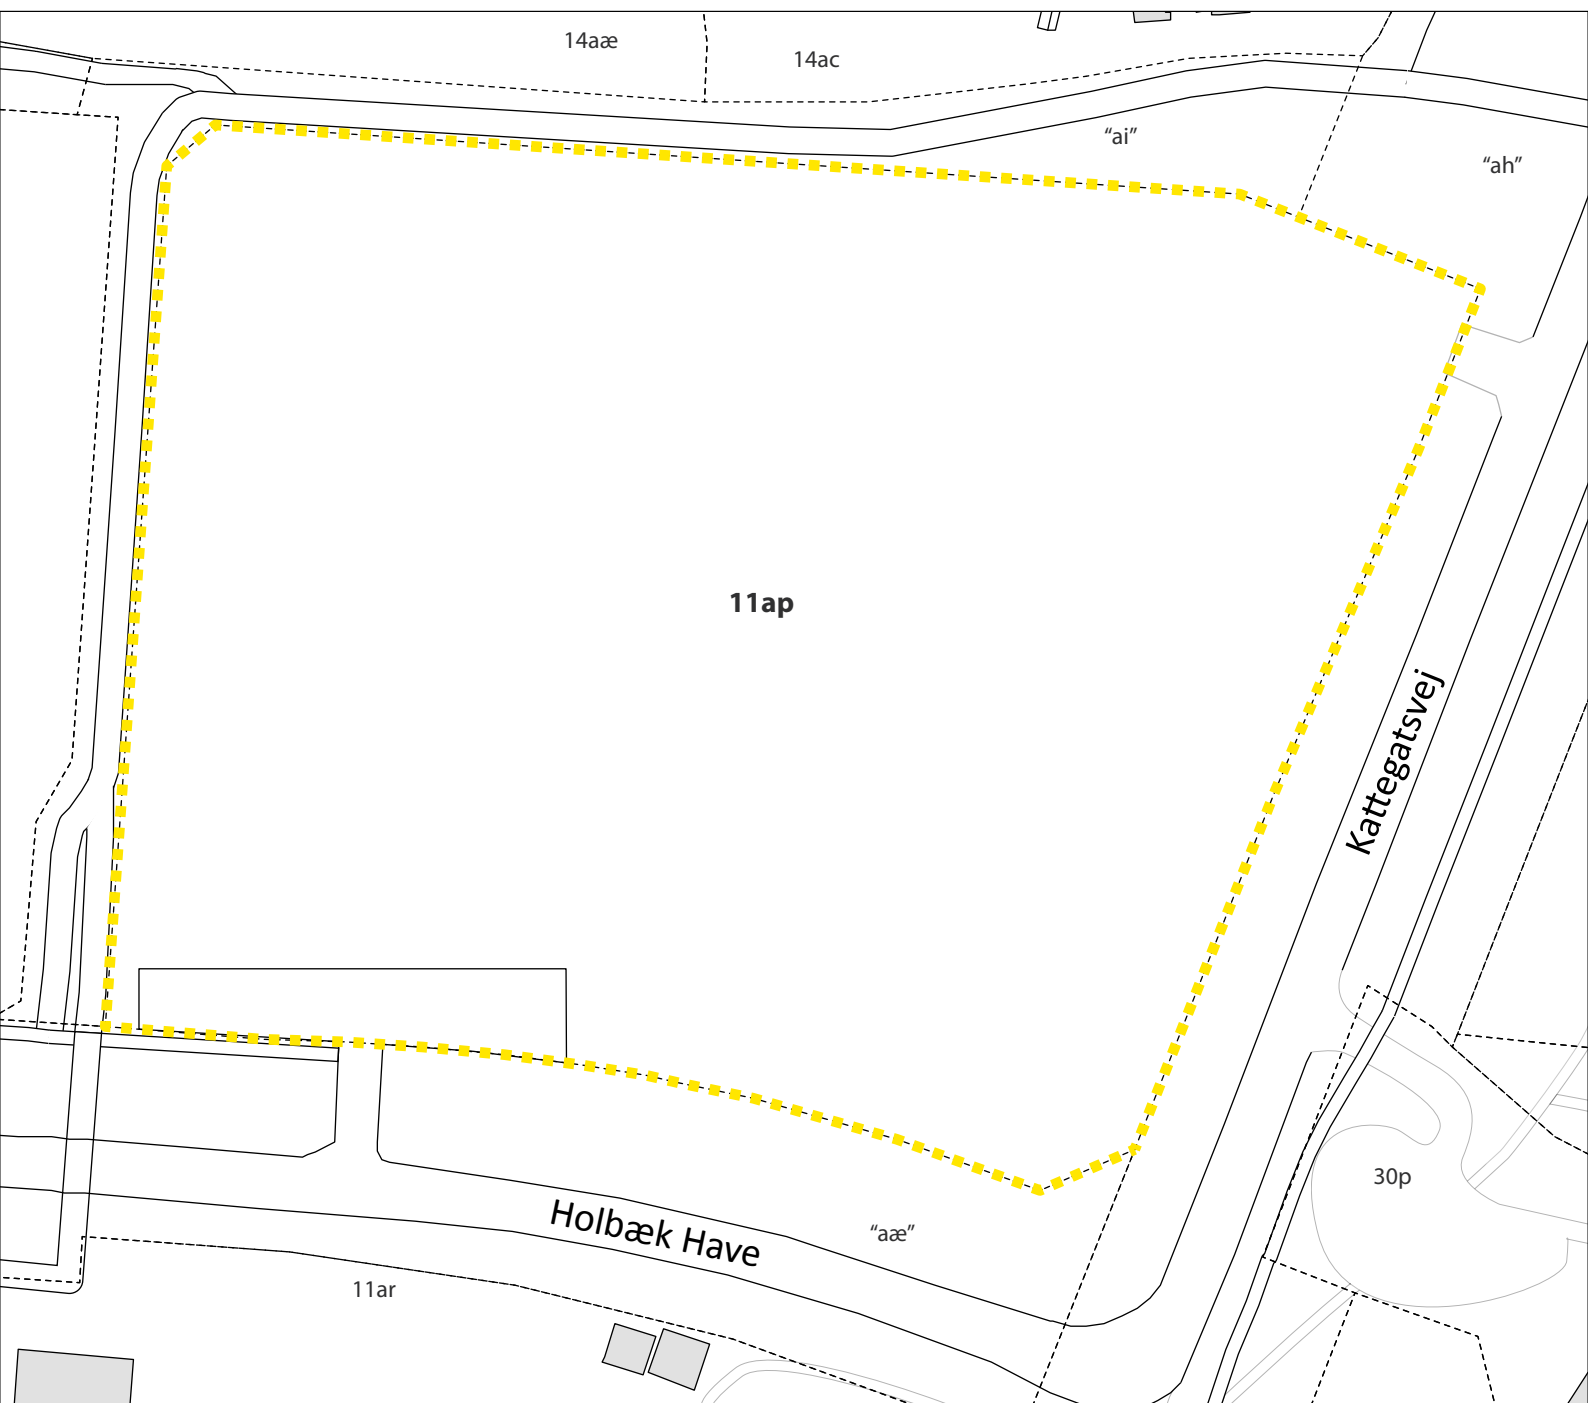 14aæ
14ac
“ai”
“ah”
11ap
Kattegatsvej
30p
Holbæk Have
“aæ”
11ar